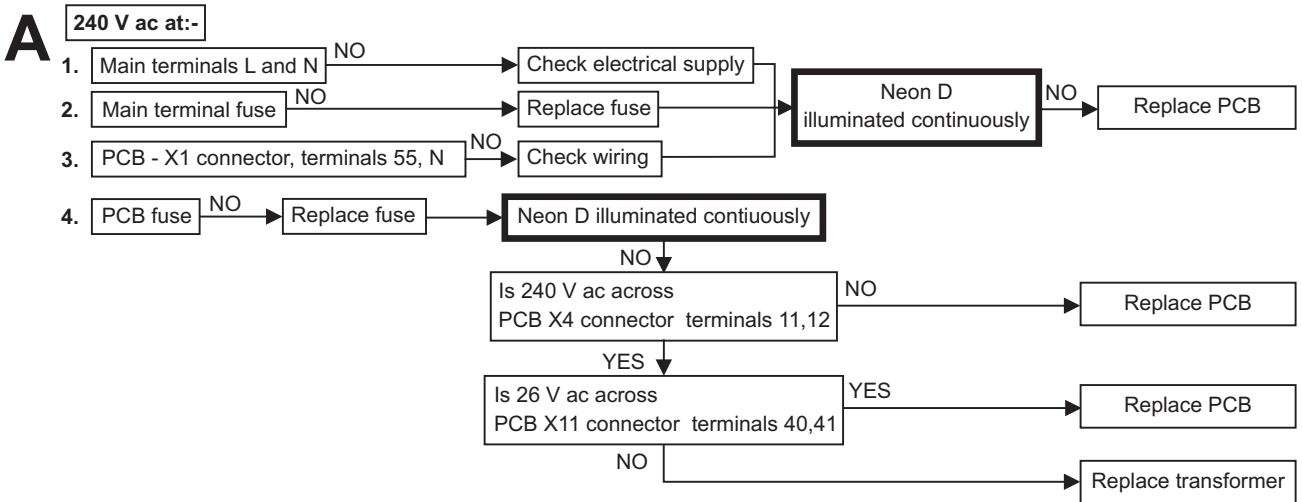 A
240 V ac at:-
1. Main terminals L and N NO Check electrical supply
2. Main terminal fuse NO Replace fuse
Neon D
illuminated continuously NO Replace PCB
3. PCB - X1 connector, terminals 55, N NO Check wiring
4. PCB fuse NO Replace fuse Neon D illuminated contiuously
NO
Is 240 V ac across
PCB X4 connector terminals 11,12 NO Replace PCB
YES
Is 26 V ac across
PCB X11 connector terminals 40,41 YES Replace PCB
NO
Replace transformer